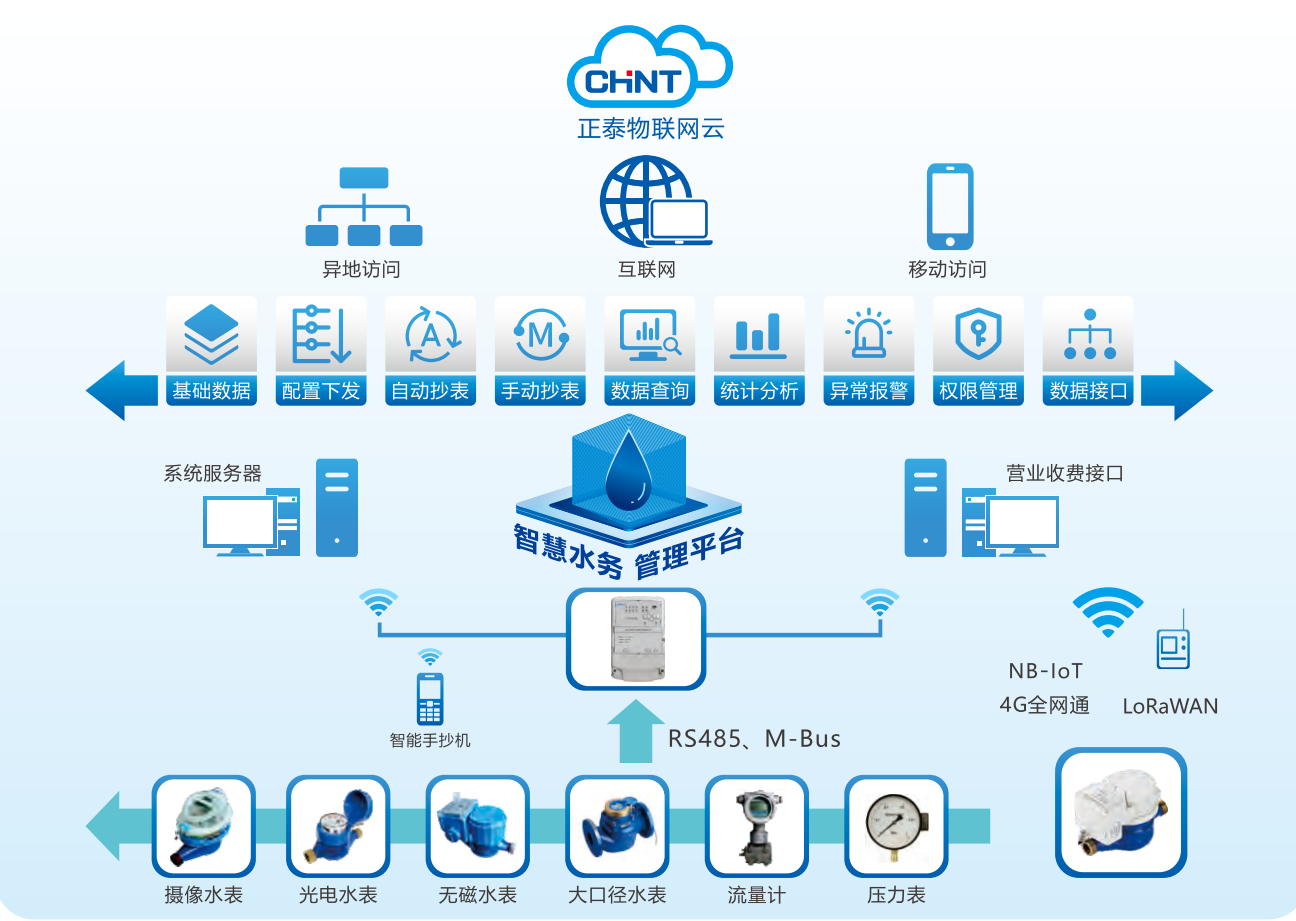 CHiNT
正泰物联网云
异地访问
互联网
移动访问
A
M
基础数据
配置下发
自动抄表
手动抄表
数据查询
统计分析
异常报警
权限管理
数据接口
系统服务器
营业收费接口
智慧水务 管理平台
NB-IoT
4G全网通
LoRaWAN
智能手抄机
RS485、M-Bus
摄像水表
光电水表
无磁水表
大口径水表
流量计
压力表